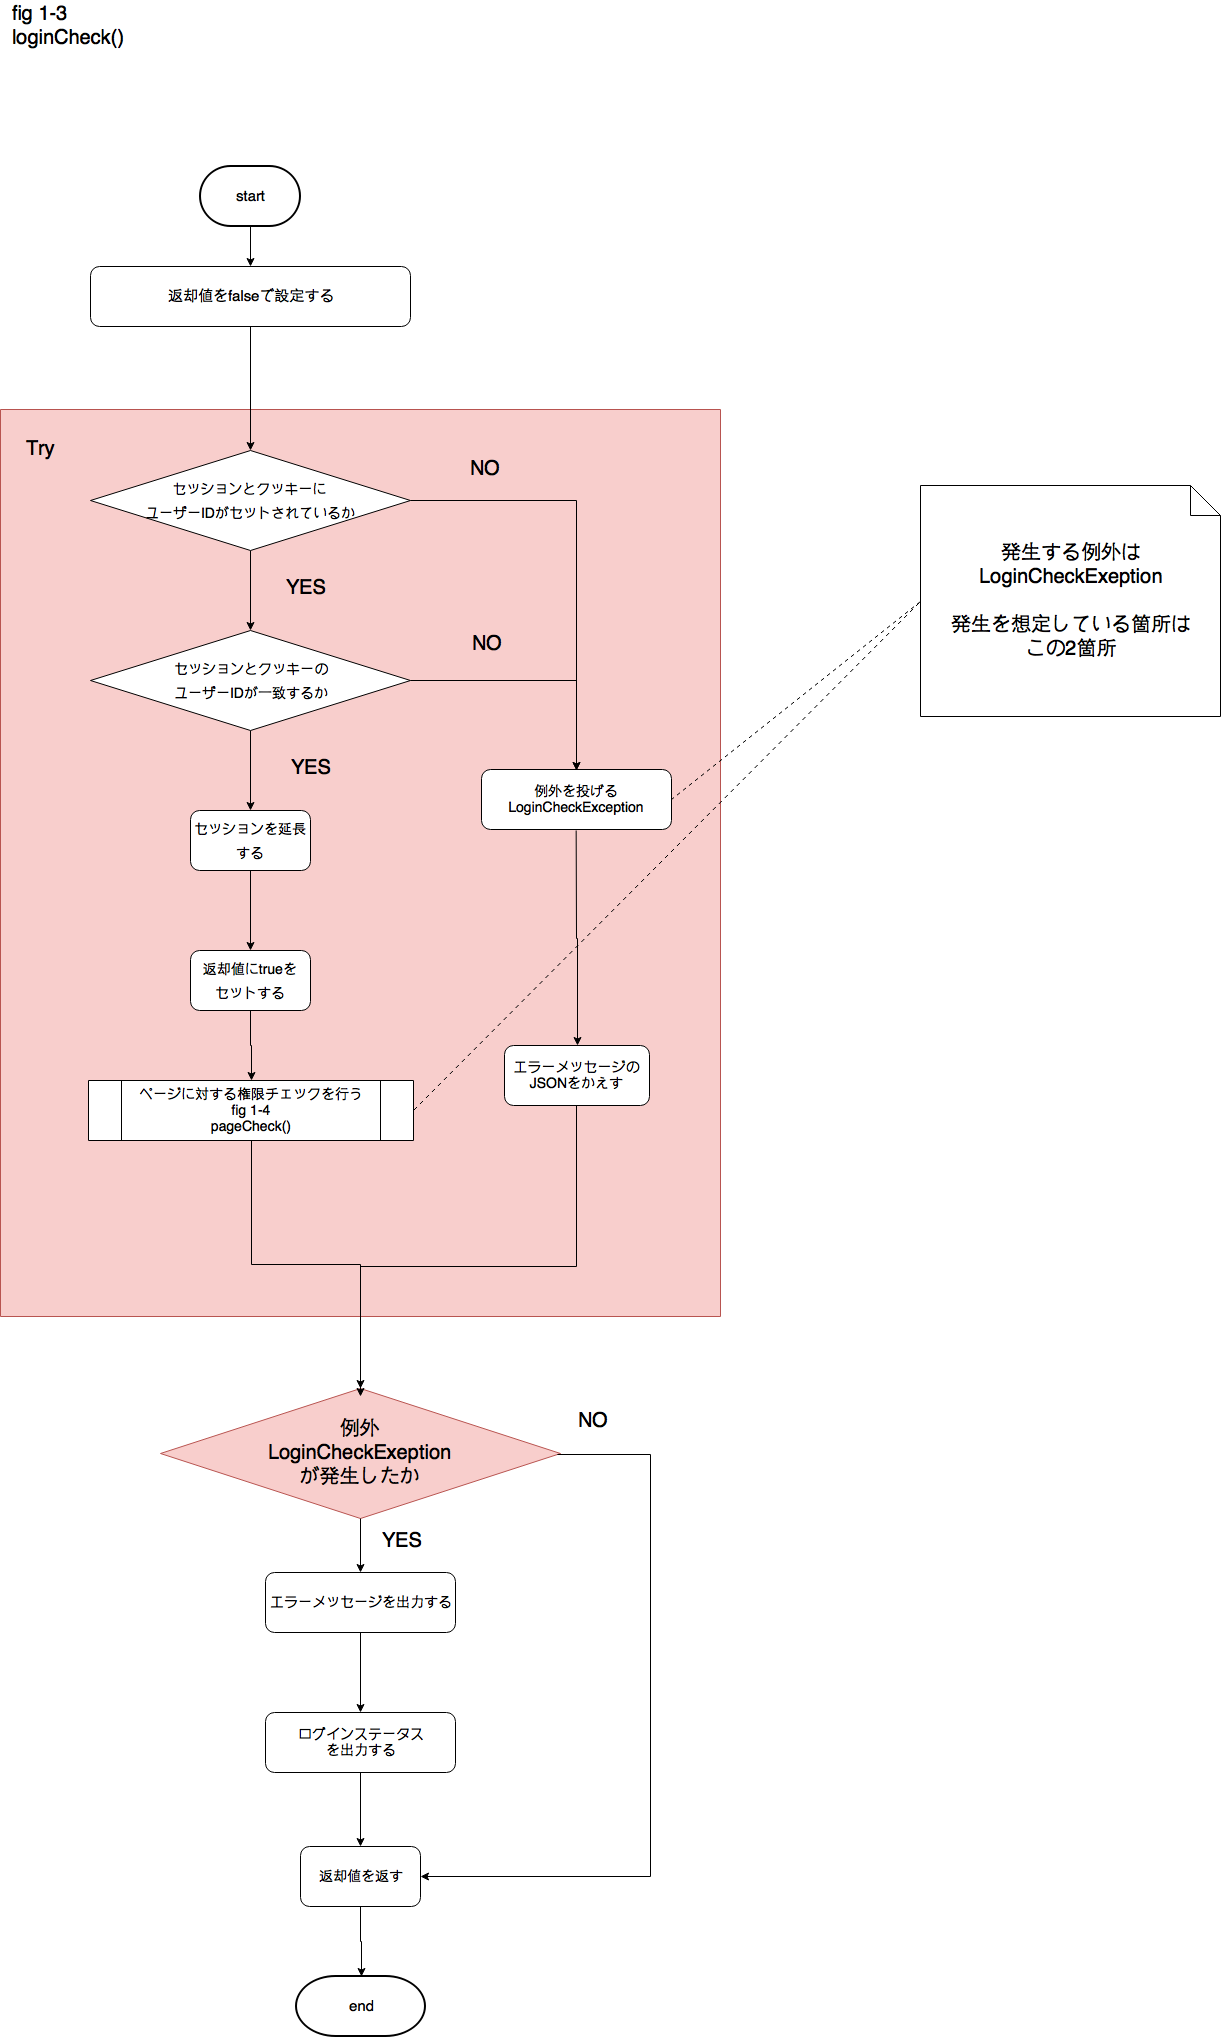 fig 1-3
loginCheck()
start
返却値をfalseで設定する
Try
セッションとクッキーに
ユーザーIDがセットされているか
NO
YES
セッションとクッキーの
ユーザーIDが一致するか
NO
YES
発生する例外は
LoginCheckExeption
発生を想定している箇所は
この2箇所
例外を投げる
LoginCheckException
セッションを延長
する
返却値にtrueを
セットする
エラーメッセージの
JSONをかえす
ページに対する権限チェックを行う
fig 1-4
pageCheck()
例外
LoginCheckExeption
が発生したか
NO
YES
エラーメッセージを出力する
ログインステータス
を出力する
返却値を返す
end